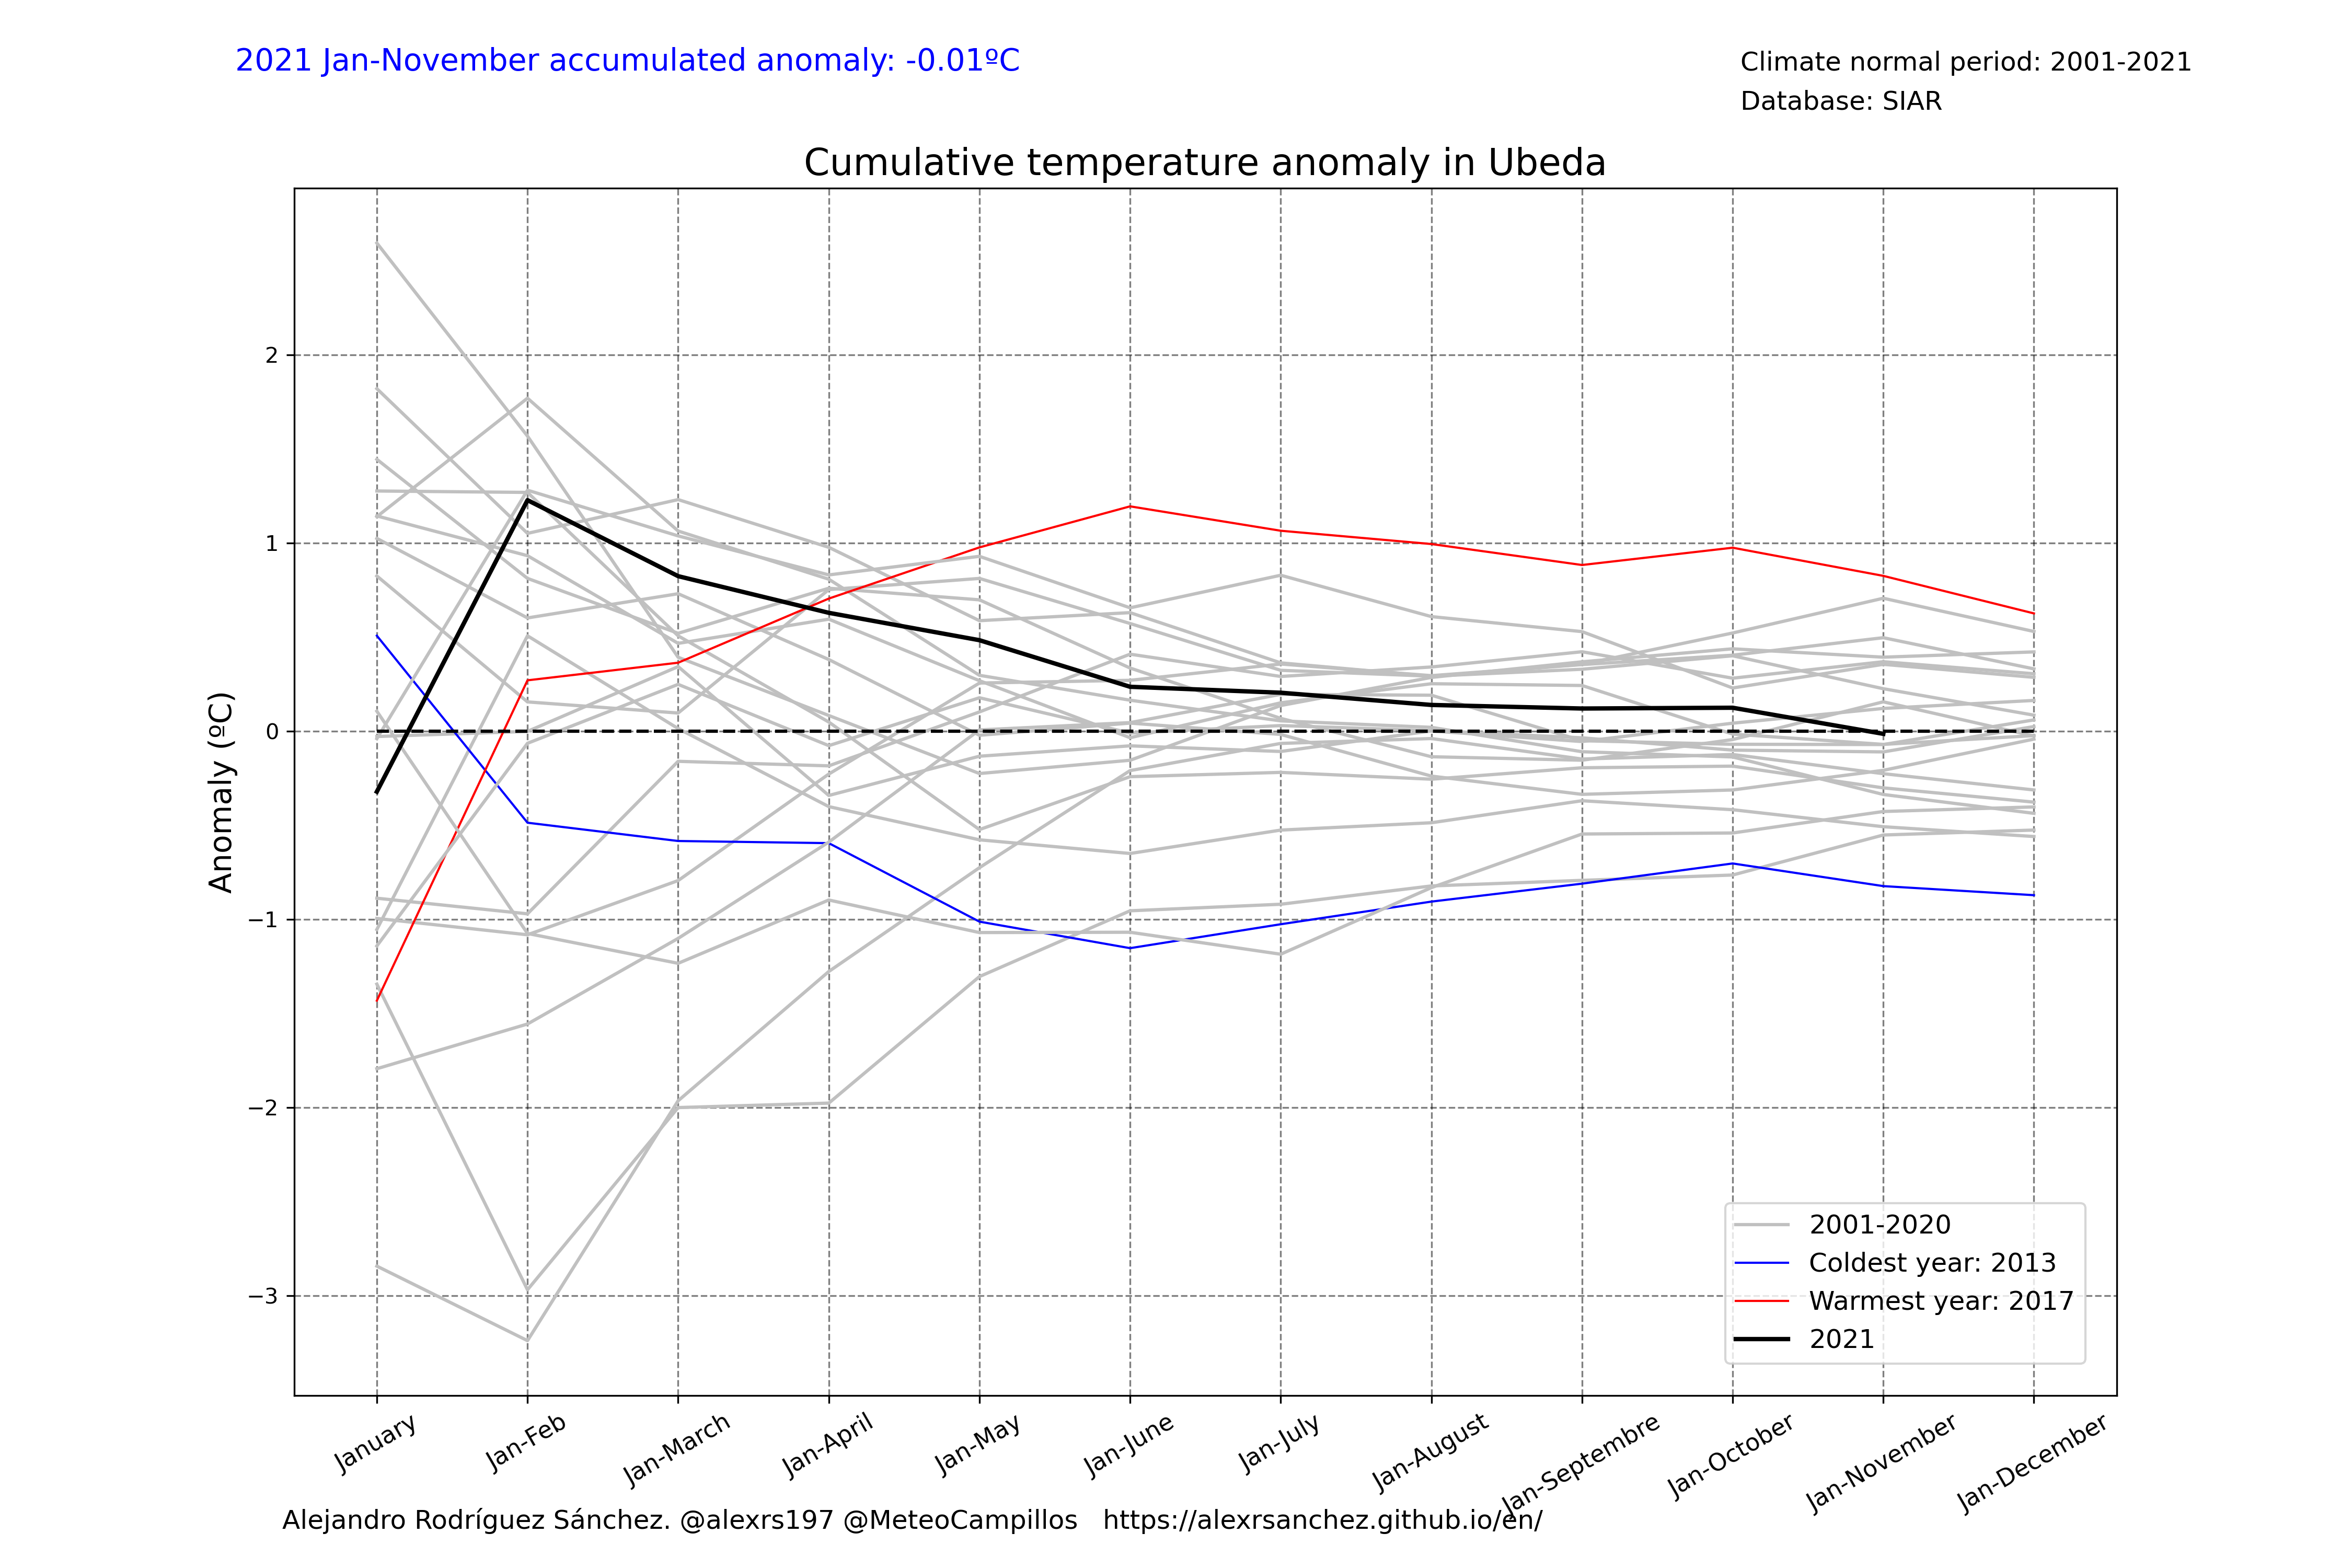 2021 Jan-November accumulated anomaly: -0.01ºC
Climate normal period: 2001-2021
Database: SIAR
Cumulative temperature anomaly in Ubeda
Anomaly (ºC)
2
1
0
−1
−2
−3
2001-2020
Coldest year: 2013
Warmest year: 2017
2021
January
Jan-Feb
Jan-March
Jan-April
Jan-May
Jan-June
Jan-July
Jan-August
Jan-Septembre
Jan-October
Jan-November
Jan-December
Alejandro Rodríguez Sánchez. @alexrs197 @MeteoCampillos   https://alexrsanchez.github.io/en/